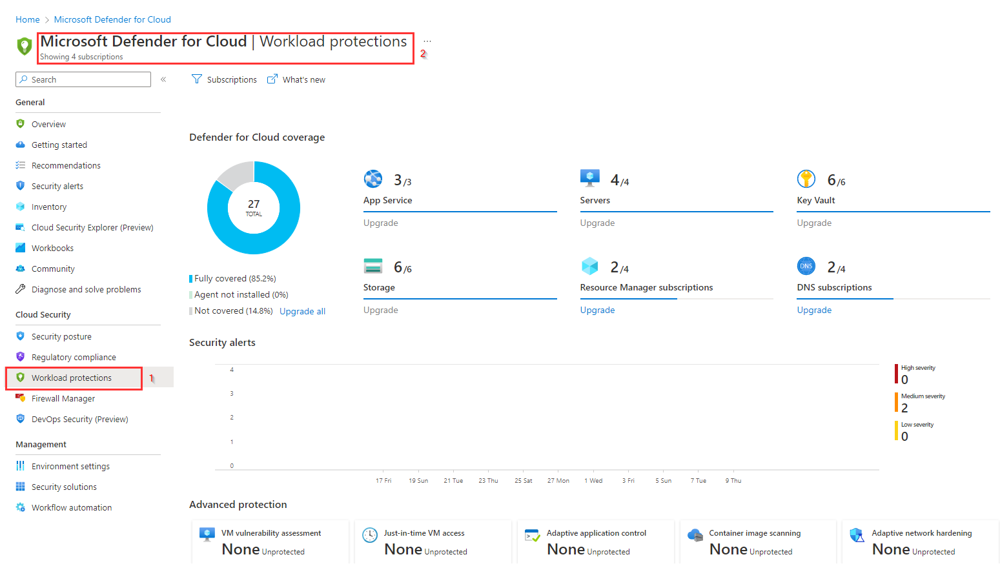 Home > Microsoft Defender for Cloud
Microsoft Defender for Cloud | Workload protections
...
Showing 4 subscriptions
2
Search
«
Subscriptions
What's new
General
Overview
Getting started
Recommendations
Security alerts
Inventory
Cloud Security Explorer (Preview)
Workbooks
Community
Diagnose and solve problems
Cloud Security
Security posture
Regulatory compliance
Workload protections
1
Firewall Manager
DevOps Security (Preview)
Management
Environment settings
Security solutions
Workflow automation
Defender for Cloud coverage
27
TOTAL
Fully covered (85.2%)
Agent not installed (0%)
Not covered (14.8%) Upgrade all
3/3
App Service
Upgrade
4/4
Servers
Upgrade
6/6
Key Vault
Upgrade
6/6
Storage
Upgrade
2/4
Resource Manager subscriptions
Upgrade
DNS
2/4
DNS subscriptions
Upgrade
Security alerts
4
3
2
1
0
17 Fri 19 Sun 21 Tue 23 Thu 25 Sat 27 Mon 1 Wed 3 Fri 5 Sun 7 Tue 9 Thu
High severity
0
Medium severity
2
Low severity
0
Advanced protection
VM vulnerability assessment
None Unprotected
Just-in-time VM access
None Unprotected
Adaptive application control
None Unprotected
Container image scanning
None Unprotected
Adaptive network hardening
None Unprotected